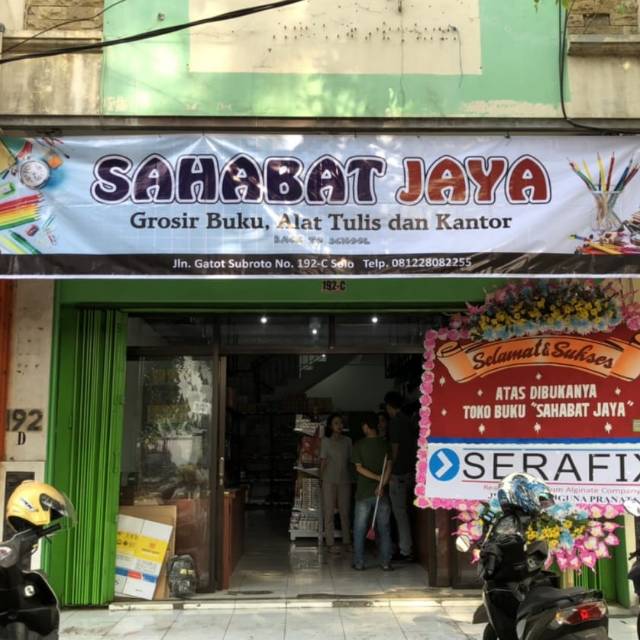 SAHABAT JAYA
Grosir Buku, Alat Tulis dan Kantor
BACK TO SCHOOL
Jln. Gatot Subroto No. 192-C Solo Telp. 081228082255
192-C
192
D
Selamat & Sukses
ATAS DIBUKANYA
TOKO BUKU "SAHABAT JAYA"
SERAFIX
Alginate